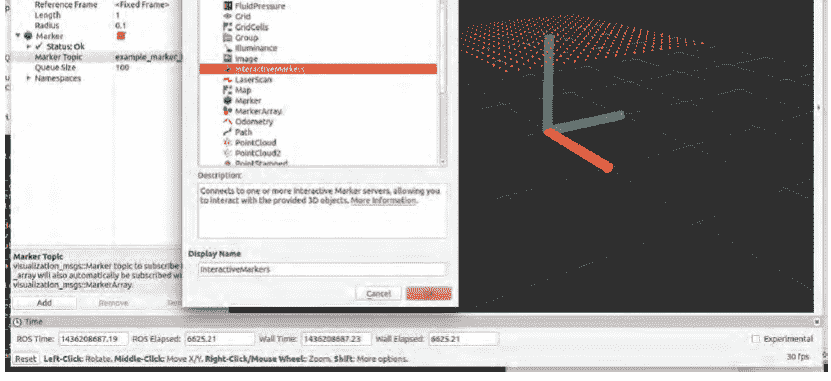 Reference Frame <Fixed Frame>
Length 1
Radius 0.1
Marker
Status: Ok
Marker Topic example_marker_
Queue Size 100
Namespaces
FluidPressure
Grid
GridCells
Group
Illuminance
Image
InteractiveMarkers
LaserScan
Map
Marker
MarkerArray
Odometry
Path
PointCloud
PointCloud2
PointStamped
Description:
Connects to one or more Interactive Marker servers, allowing you
to interact with the provided 3D objects. More Information.
Display Name
InteractiveMarkers
Cancel
Marker Topic
visualization_msgs::Marker topic to subscribe
_array will also automatically be subscribed wi
visualization_msgs::MarkerArray.
Add Remove
Time
ROS Time: 1436208687.19 ROS Elapsed: 6625.21 Wall Time: 1436208687.23 Wall Elapsed: 6625.21 Experimental
Reset Left-Click: Rotate. Middle-Click: Move X/Y. Right-Click/Mouse Wheel: Zoom. Shift: More options. 30 fps